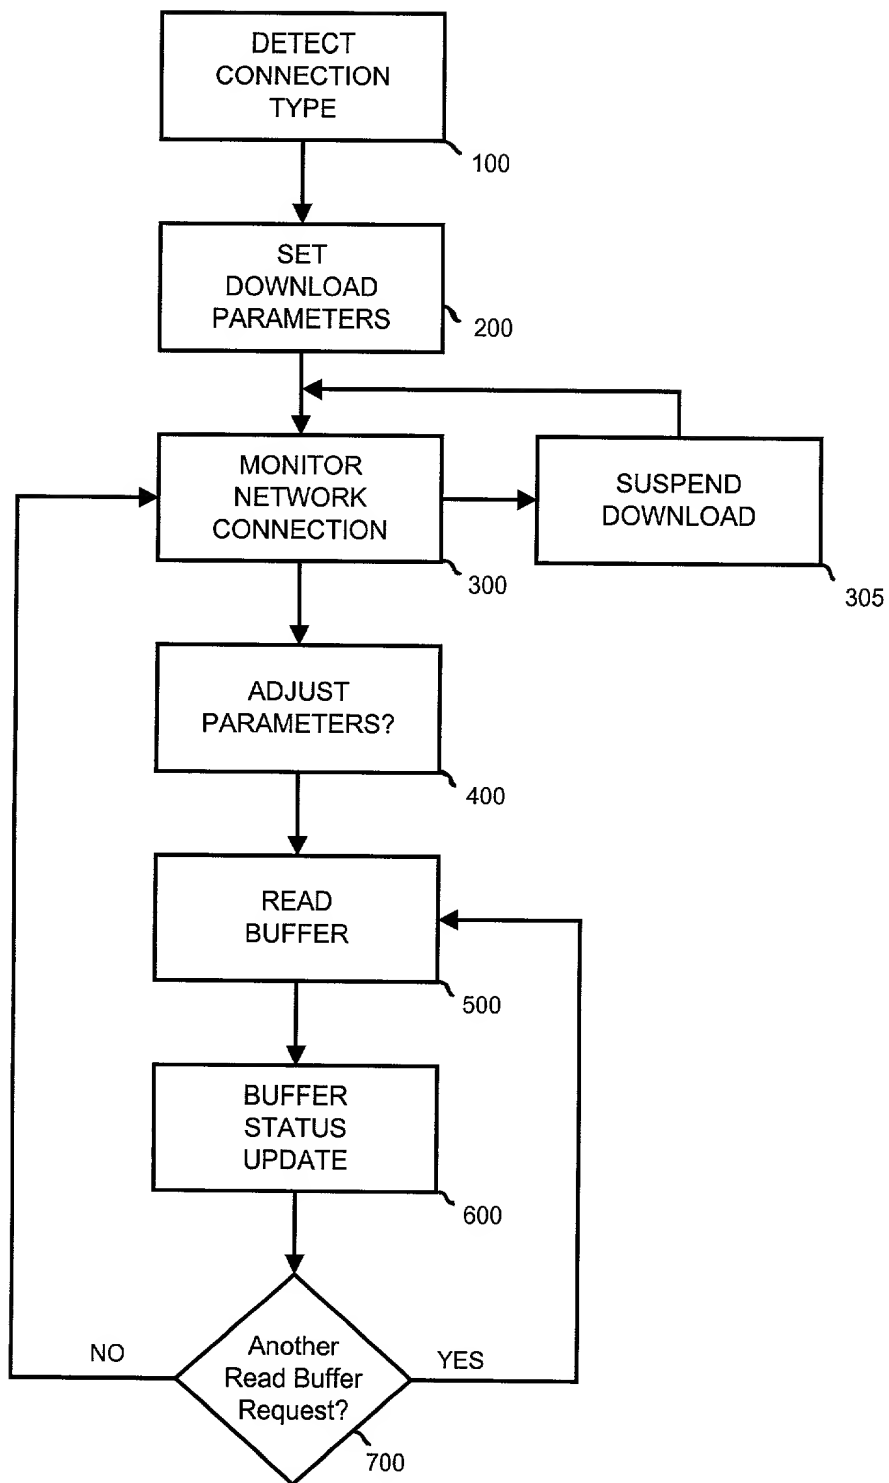 DETECT
CONNECTION
TYPE
100
SET
DOWNLOAD
PARAMETERS
200
MONITOR
NETWORK
CONNECTION
300
SUSPEND
DOWNLOAD
305
ADJUST
PARAMETERS?
400
READ
BUFFER
500
BUFFER
STATUS
UPDATE
600
NO
Another
Read Buffer
Request?
YES
700